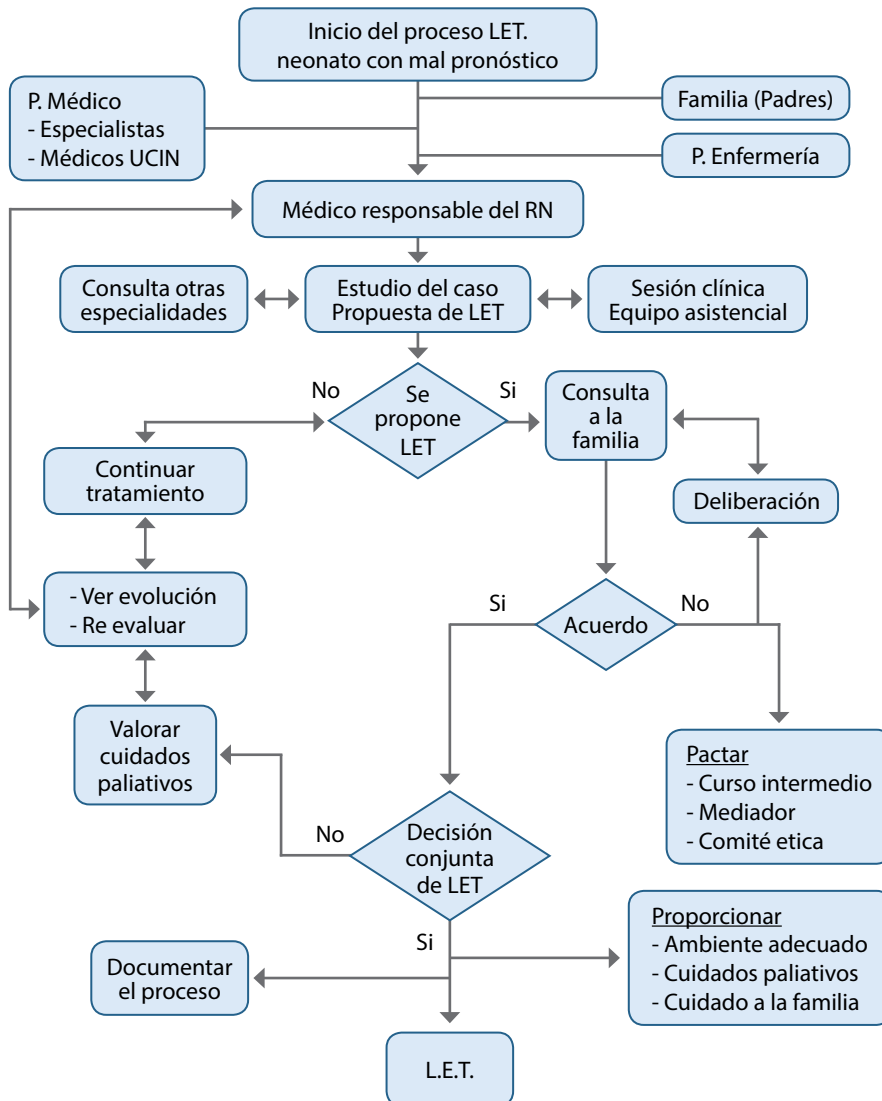 Inicio del proceso LET.
neonato con mal pronóstico
P. Médico
- Especialistas
- Médicos UCIN
Familia (Padres)
P. Enfermería
Médico responsable del RN
Consulta otras
especialidades
Estudio del caso
Propuesta de LET
Sesión clínica
Equipo asistencial
No
Se
propone
LET
Si
Consulta
a la
familia
Continuar
tratamiento
Deliberación
- Ver evolución
- Re evaluar
Si
Acuerdo
No
Valorar
cuidados
paliativos
Pactar
- Curso intermedio
- Mediador
- Comité etica
No
Decisión
conjunta
de LET
Si
Proporcionar
- Ambiente adecuado
- Cuidados paliativos
- Cuidado a la familia
Documentar
el proceso
L.E.T.